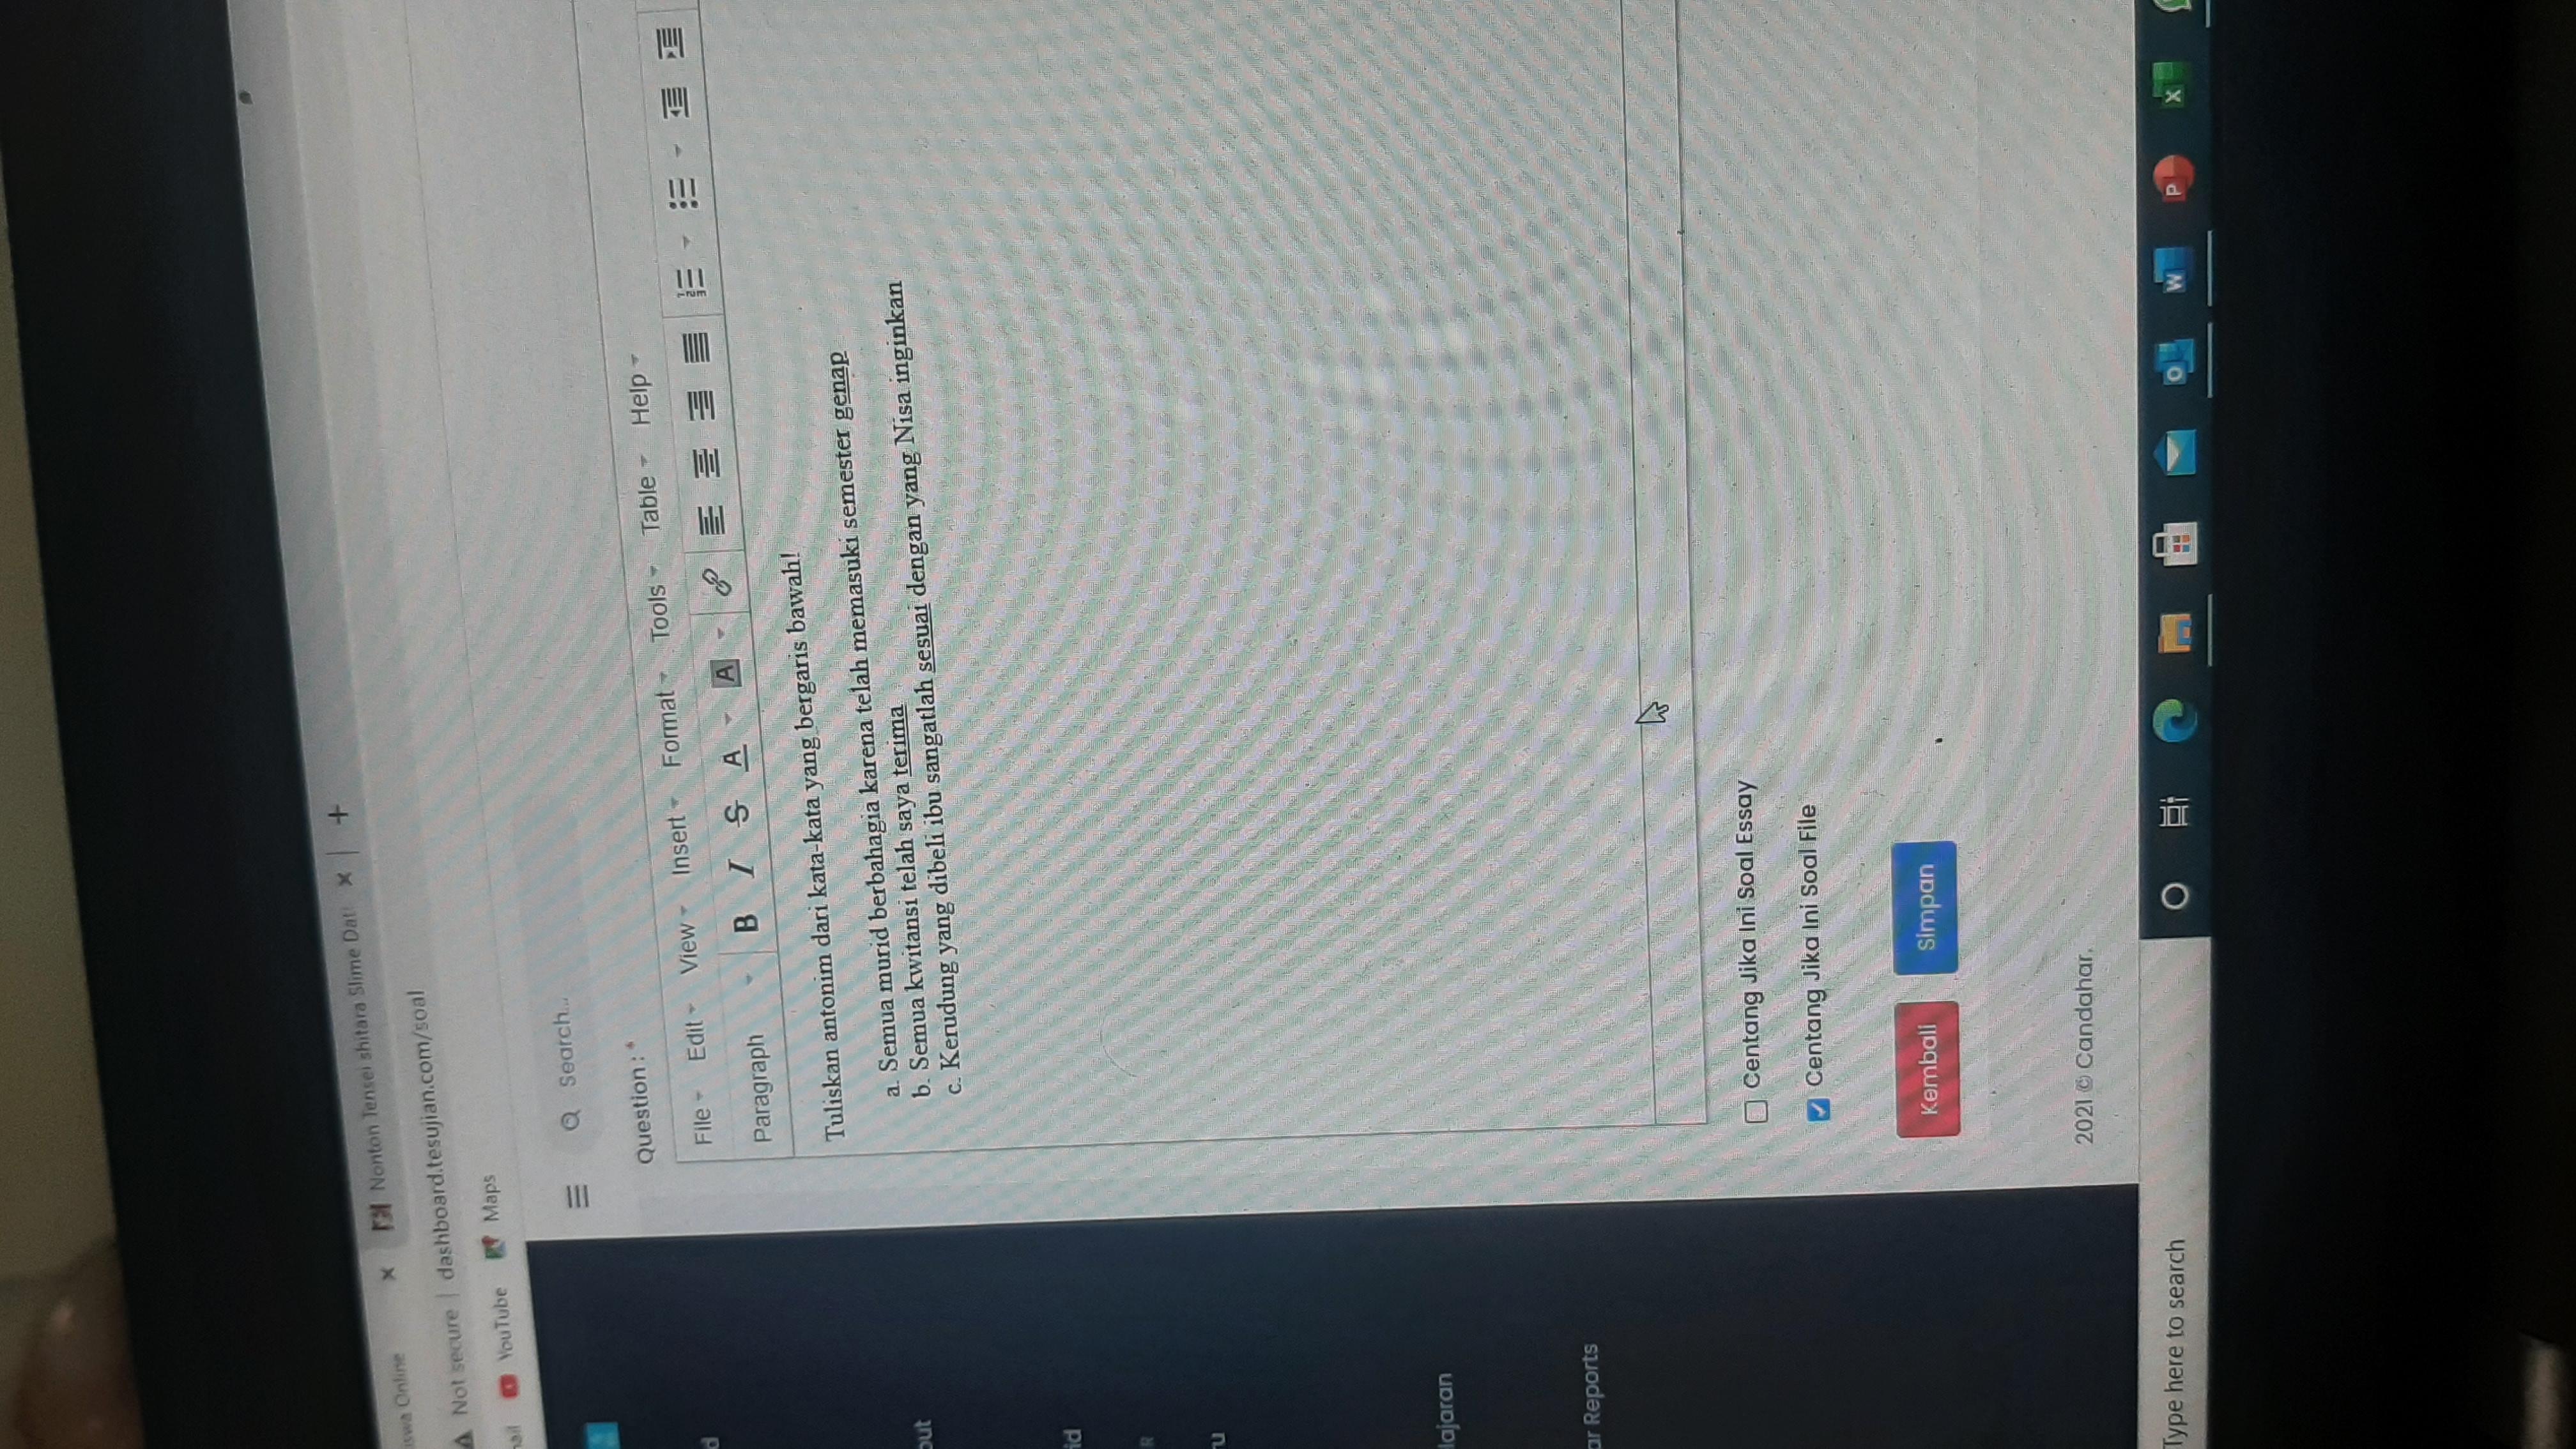 Online
Nonton Tensei shitara Slime Dat
Not secure | dashboard.tesujian.com/soal
YouTube Maps
Search...
Question : *
File Edit View Insert Format Tools Table Help
Paragraph B I S A A
Tuliskan antonim dari kata-kata yang bergaris bawah!
a. Semua murid berbahagia karena telah memasuki semester genap
b. Semua kwitansi telah saya terima
c. Kerudung yang dibeli ibu sangatlah sesuai dengan yang Nisa inginkan
out
id
R
ru
lajaran
ar Reports
Centang Jika Ini Soal Essay
Centang Jika Ini Soal File
Kembali Simpan
2021 © Candahar.
Type here to search